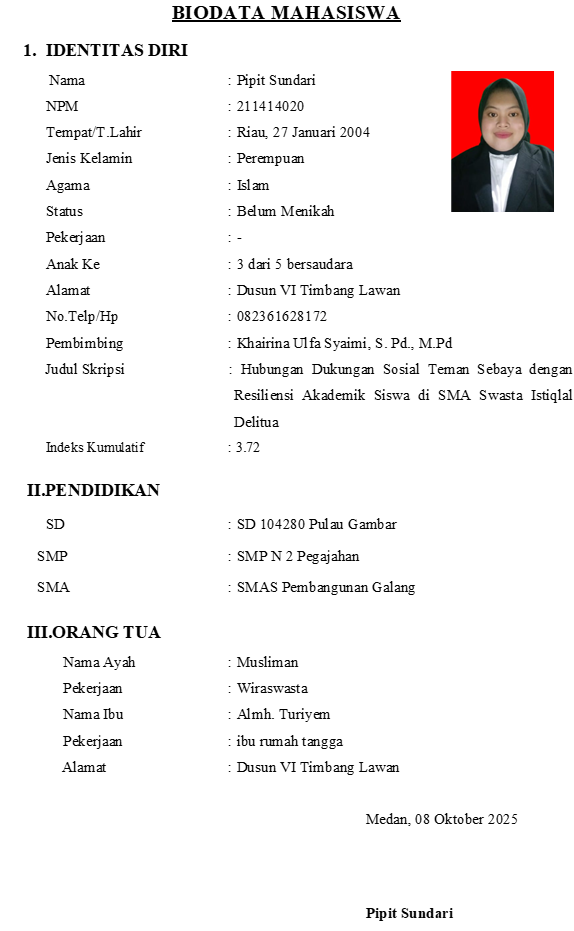 BIODATA MAHASISWA
1. IDENTITAS DIRI
Nama : Pipit Sundari
NPM : 211414020
Tempat/T.Lahir : Riau, 27 Januari 2004
Jenis Kelamin : Perempuan
Agama : Islam
Status : Belum Menikah
Pekerjaan : -
Anak Ke : 3 dari 5 bersaudara
Alamat : Dusun VI Timbang Lawan
No.Telp/Hp : 082361628172
Pembimbing : Khairina Ulfa Syaimi, S. Pd., M.Pd
Judul Skripsi : Hubungan Dukungan Sosial Teman Sebaya dengan
Resiliensi Akademik Siswa di SMA Swasta Istiqlal
Delitua
Indeks Kumulatif : 3.72
II.PENDIDIKAN
SD : SD 104280 Pulau Gambar
SMP : SMP N 2 Pegajahan
SMA : SMAS Pembangunan Galang
III.ORANG TUA
Nama Ayah : Musliman
Pekerjaan : Wiraswasta
Nama Ibu : Almh. Turiyem
Pekerjaan : ibu rumah tangga
Alamat : Dusun VI Timbang Lawan
Medan, 08 Oktober 2025
Pipit Sundari